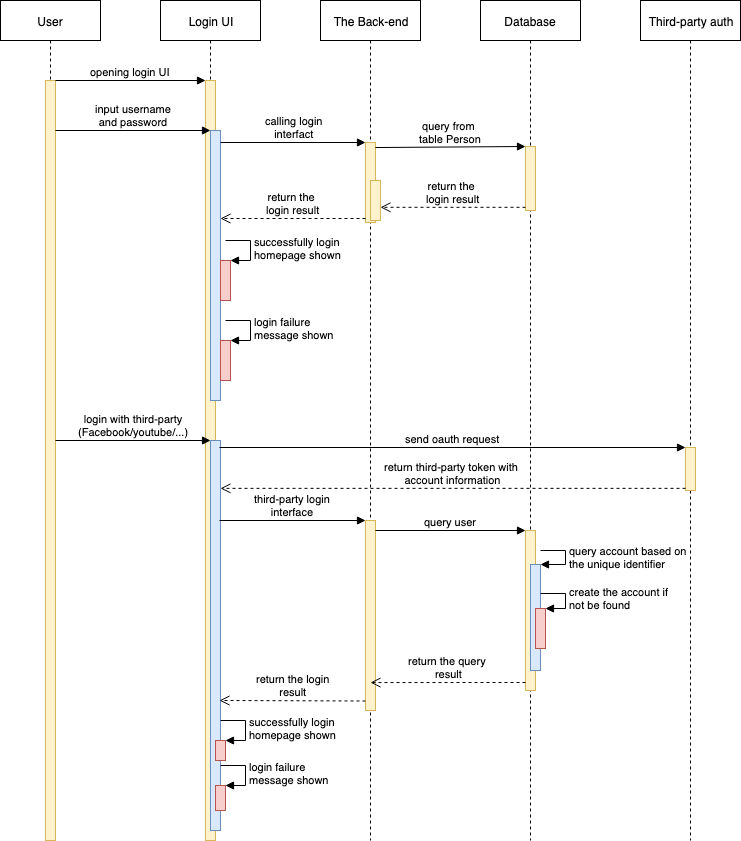 User
Login UI
The Back-end
Database
Third-party auth
opening login UI
input username
and password
calling login
interfact
query from
table Person
return the
login result
return the
login result
successfully login
homepage shown
login failure
message shown
login with third-party
(Facebook/youtube/...)
send oauth request
return third-party token with
account information
third-party login
interface
query user
query account based on
the unique identifier
create the account if
not be found
return the query
result
return the login
result
successfully login
homepage shown
login failure
message shown